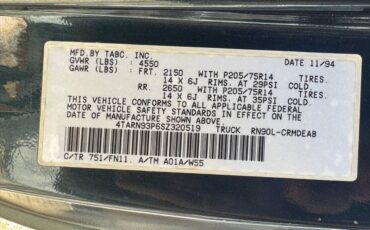 MFD.BY TABC, INC. DATE 11/94
GVWR (LBS) : 4550
GAWR (LBS) : FRT. 2150 WITH P205/75R14 TIRES.
14 X 6J RIMS, AT 29PSI COLD
RR. 2650 WITH P205/75R14 TIRES.
14 X 6J RIMS, AT 35PSI COLD
THIS VEHICLE CONFORMS TO ALL APPLICABLE FEDERAL
MOTOR VEHICLE SAFETY STANDARDS IN EFFECT ON THE
DATE OF MANUFACTURE SHOWN ABOVE.
4TARN93P6SZ320519 TRUCK RN90L-CRMDEAB
C/TR 751/FN11. A/TM A01A/W55